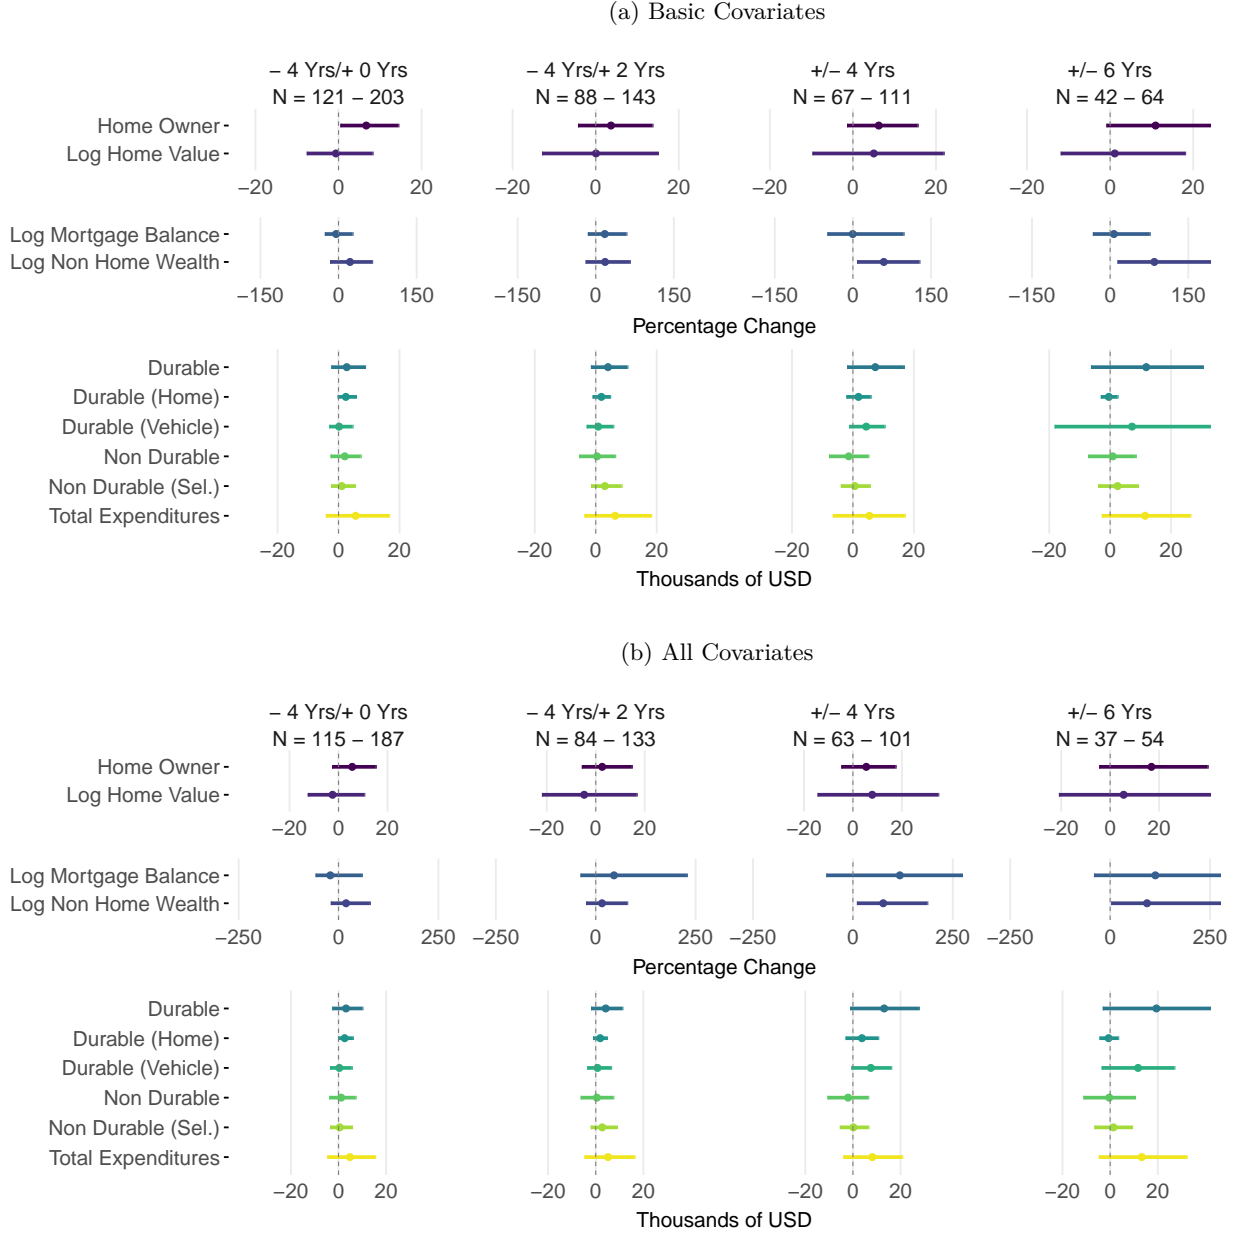 (a) Basic Covariates
− 4 Yrs/+ 0 Yrs − 4 Yrs/+ 2 Yrs +/− 4 Yrs +/− 6 Yrs
N = 121 − 203 N = 88 − 143 N = 67 − 111 N = 42 − 64
Home Owner
Log Home Value
−20 0 20 −20 0 20 −20 0 20 −20 0 20
Log Mortgage Balance
Log Non Home Wealth
−150 0 150 −150 0 150 −150 0 150 −150 0 150
Percentage Change
Durable
Durable (Home)
Durable (Vehicle)
Non Durable
Non Durable (Sel.)
Total Expenditures
−20 0 20 −20 0 20 −20 0 20 −20 0 20
Thousands of USD
(b) All Covariates
− 4 Yrs/+ 0 Yrs − 4 Yrs/+ 2 Yrs +/− 4 Yrs +/− 6 Yrs
N = 115 − 187 N = 84 − 133 N = 63 − 101 N = 37 − 54
Home Owner
Log Home Value
−20 0 20 −20 0 20 −20 0 20 −20 0 20
Log Mortgage Balance
Log Non Home Wealth
−250 0 250 −250 0 250 −250 0 250 −250 0 250
Percentage Change
Durable
Durable (Home)
Durable (Vehicle)
Non Durable
Non Durable (Sel.)
Total Expenditures
−20 0 20 −20 0 20 −20 0 20 −20 0 20
Thousands of USD